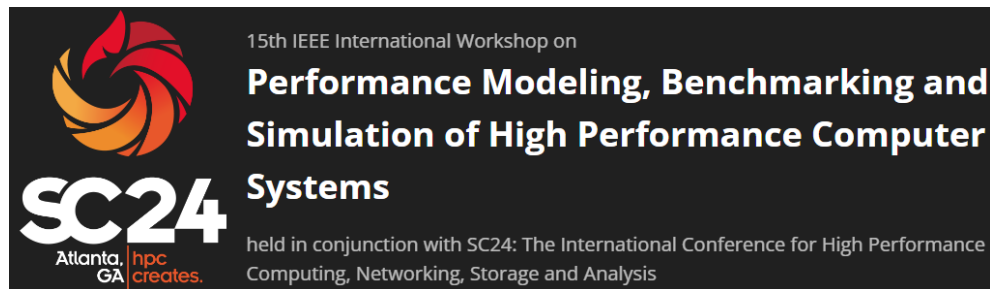 15th IEEE International Workshop on
Performance Modeling, Benchmarking and
Simulation of High Performance Computer
Systems
held in conjunction with SC24: The International Conference for High Performance
Computing, Networking, Storage and Analysis
SC24
Atlanta, hpc
GA creates.